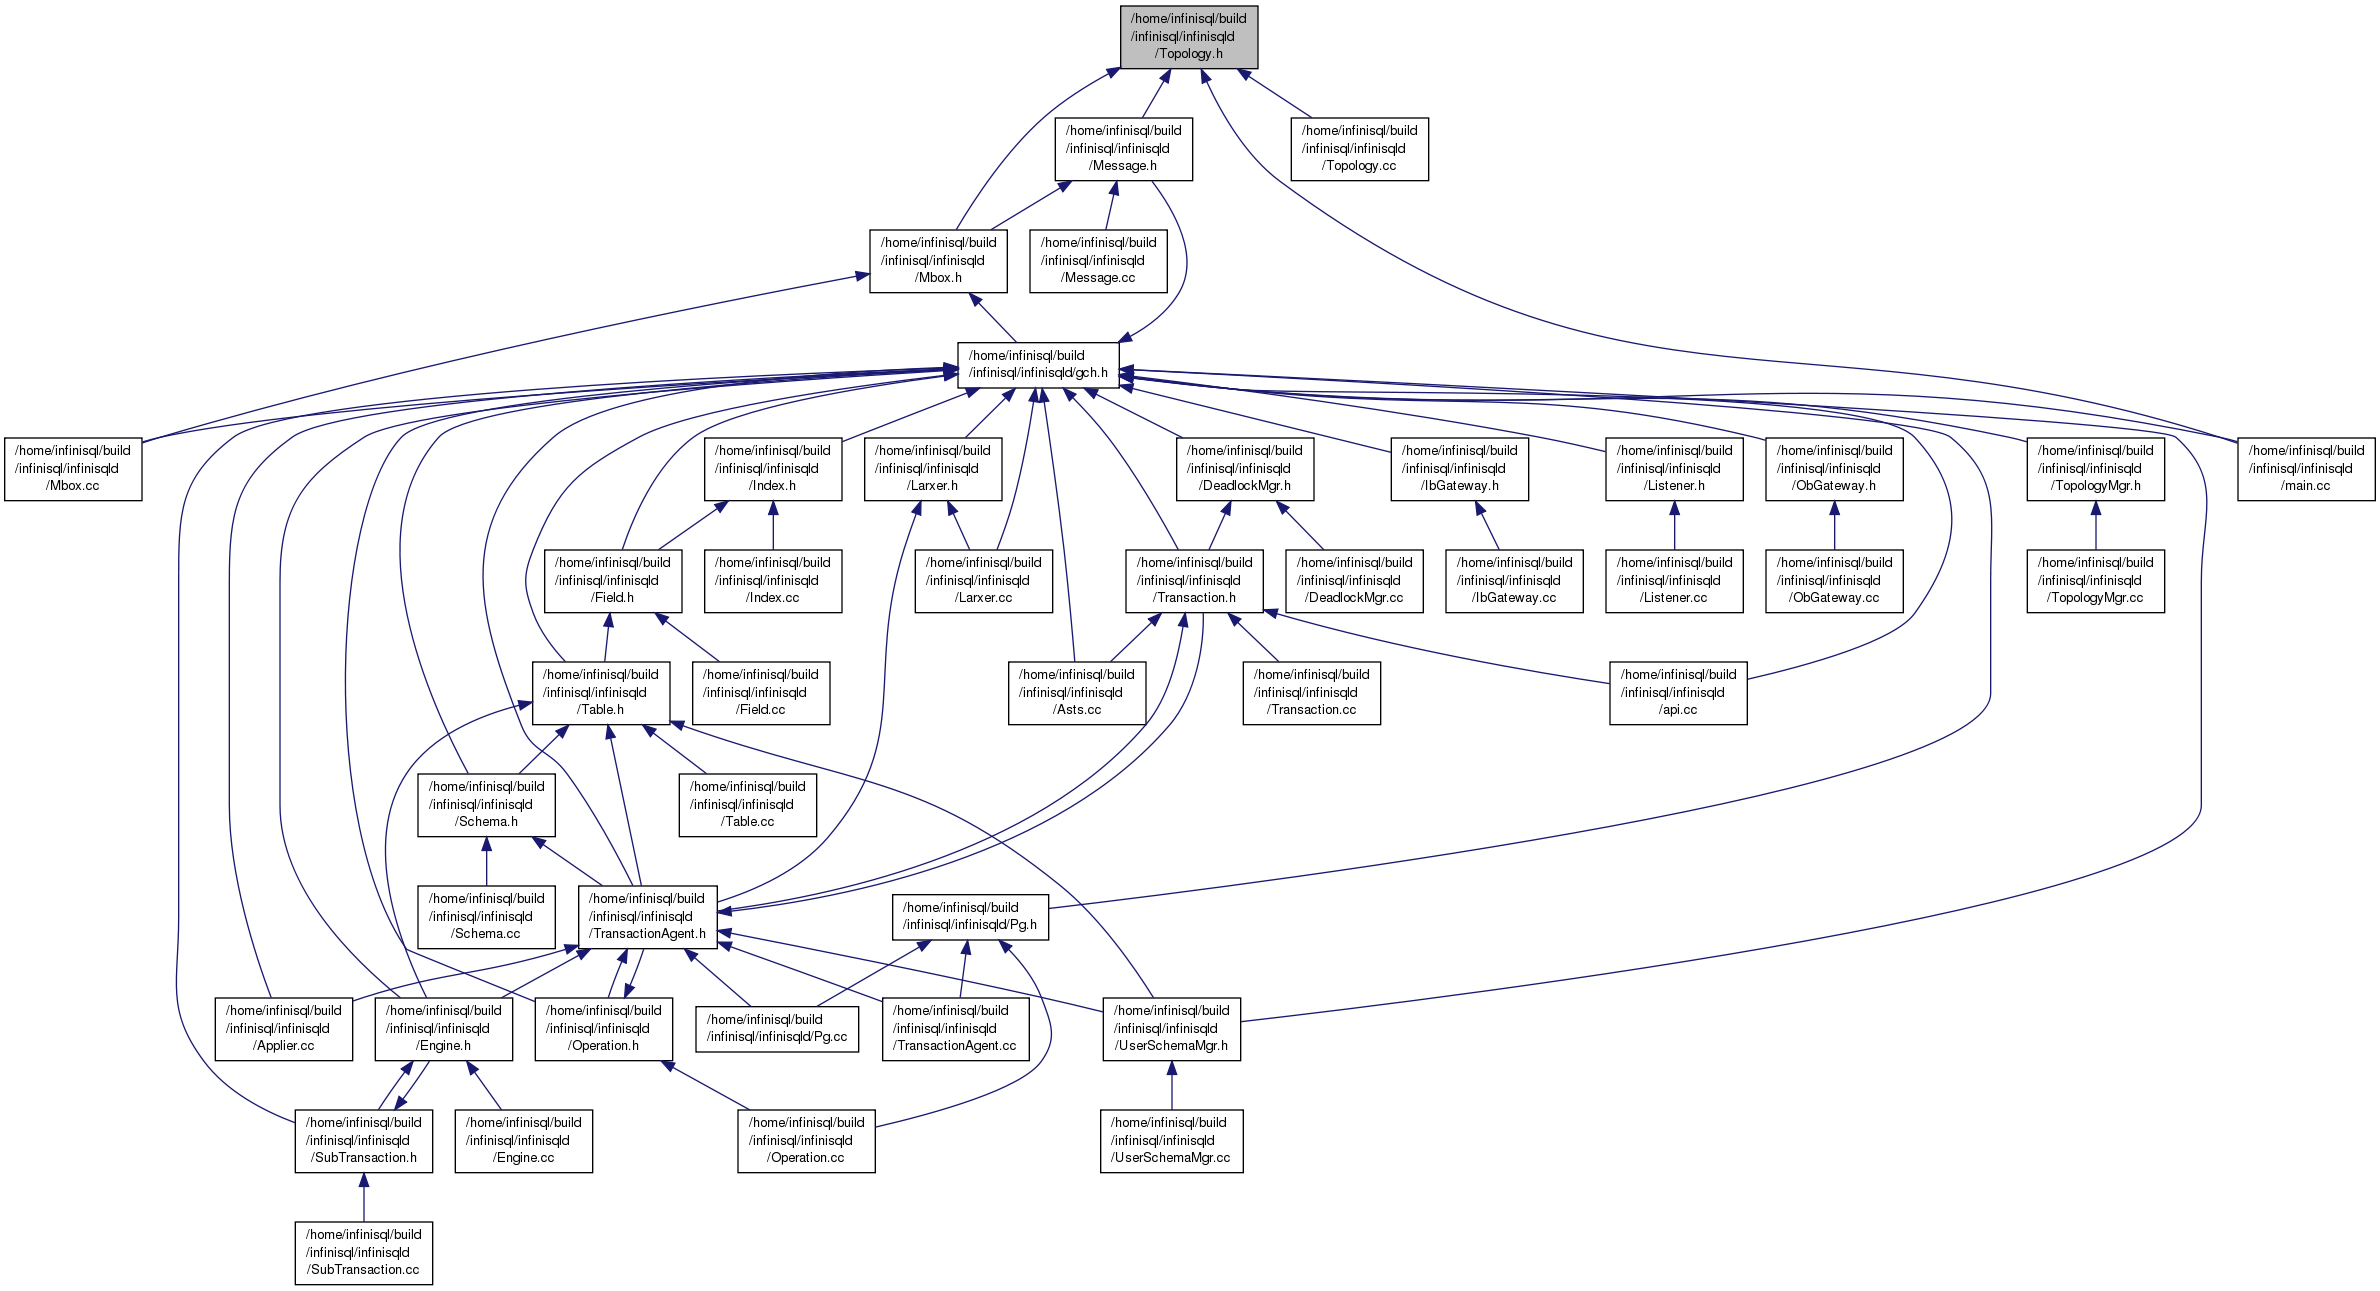 /home/infinisql/build
/infinisql/infinisqld
/Topology.h
/home/infinisql/build
/infinisql/infinisqld
/Message.h
/home/infinisql/build
/infinisql/infinisqld
/Topology.cc
/home/infinisql/build
/infinisql/infinisqld
/Mbox.h
/home/infinisql/build
/infinisql/infinisqld
/Message.cc
/home/infinisql/build
/infinisql/infinisqld/gch.h
/home/infinisql/build
/infinisql/infinisqld
/Mbox.cc
/home/infinisql/build
/infinisql/infinisqld
/Index.h
/home/infinisql/build
/infinisql/infinisqld
/Larxer.h
/home/infinisql/build
/infinisql/infinisqld
/DeadlockMgr.h
/home/infinisql/build
/infinisql/infinisqld
/IbGateway.h
/home/infinisql/build
/infinisql/infinisqld
/Listener.h
/home/infinisql/build
/infinisql/infinisqld
/ObGateway.h
/home/infinisql/build
/infinisql/infinisqld
/TopologyMgr.h
/home/infinisql/build
/infinisql/infinisqld
/main.cc
/home/infinisql/build
/infinisql/infinisqld
/Field.h
/home/infinisql/build
/infinisql/infinisqld
/Index.cc
/home/infinisql/build
/infinisql/infinisqld
/Larxer.cc
/home/infinisql/build
/infinisql/infinisqld
/Transaction.h
/home/infinisql/build
/infinisql/infinisqld
/DeadlockMgr.cc
/home/infinisql/build
/infinisql/infinisqld
/IbGateway.cc
/home/infinisql/build
/infinisql/infinisqld
/Listener.cc
/home/infinisql/build
/infinisql/infinisqld
/ObGateway.cc
/home/infinisql/build
/infinisql/infinisqld
/TopologyMgr.cc
/home/infinisql/build
/infinisql/infinisqld
/Table.h
/home/infinisql/build
/infinisql/infinisqld
/Field.cc
/home/infinisql/build
/infinisql/infinisqld
/Asts.cc
/home/infinisql/build
/infinisql/infinisqld
/Transaction.cc
/home/infinisql/build
/infinisql/infinisqld
/api.cc
/home/infinisql/build
/infinisql/infinisqld
/Schema.h
/home/infinisql/build
/infinisql/infinisqld
/Table.cc
/home/infinisql/build
/infinisql/infinisqld
/Schema.cc
/home/infinisql/build
/infinisql/infinisqld
/TransactionAgent.h
/home/infinisql/build
/infinisql/infinisqld/Pg.h
/home/infinisql/build
/infinisql/infinisqld
/Applier.cc
/home/infinisql/build
/infinisql/infinisqld
/Engine.h
/home/infinisql/build
/infinisql/infinisqld
/Operation.h
/home/infinisql/build
/infinisql/infinisqld/Pg.cc
/home/infinisql/build
/infinisql/infinisqld
/TransactionAgent.cc
/home/infinisql/build
/infinisql/infinisqld
/UserSchemaMgr.h
/home/infinisql/build
/infinisql/infinisqld
/SubTransaction.h
/home/infinisql/build
/infinisql/infinisqld
/Engine.cc
/home/infinisql/build
/infinisql/infinisqld
/Operation.cc
/home/infinisql/build
/infinisql/infinisqld
/UserSchemaMgr.cc
/home/infinisql/build
/infinisql/infinisqld
/SubTransaction.cc